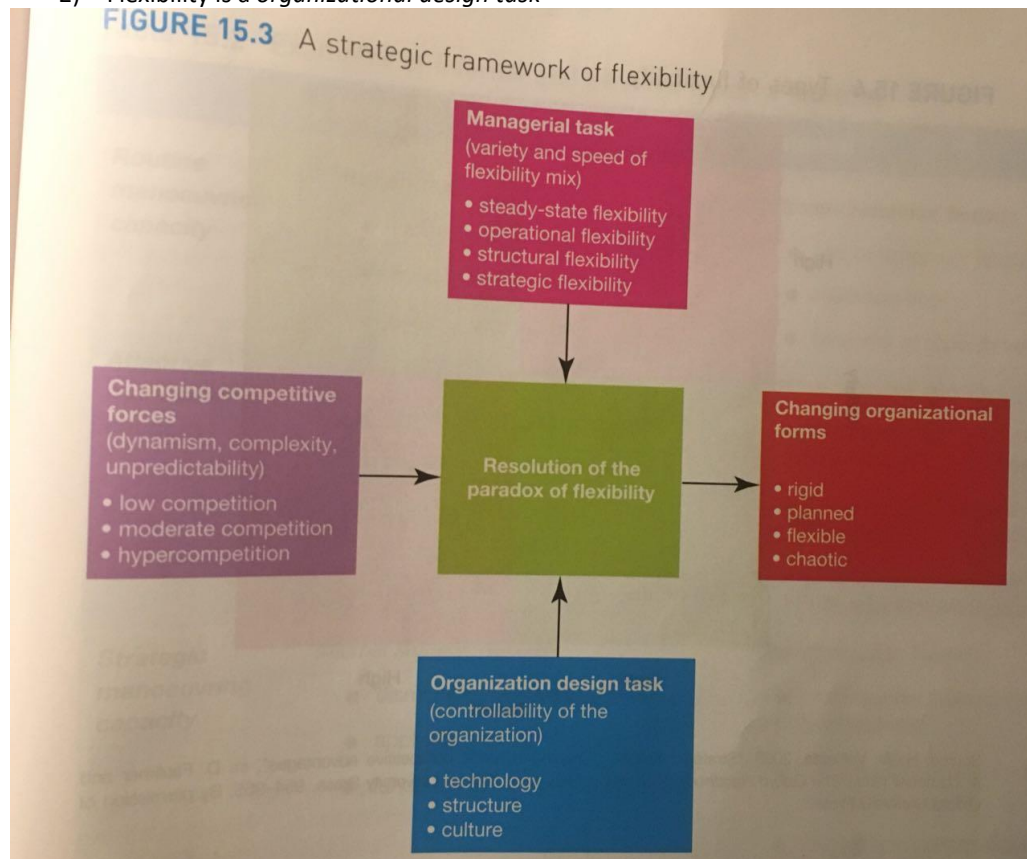 2) Flexibility is a organizational design task
FIGURE 15.3 A strategic framework of flexibility
Managerial task
(variety and speed of
flexibility mix)
• steady-state flexibility
• operational flexibility
• structural flexibility
• strategic flexibility
Changing competitive
forces
(dynamism, complexity,
unpredictability)
• low competition
• moderate competition
• hypercompetition
Resolution of the
paradox of flexibility
Changing organizational
forms
• rigid
• planned
• flexible
• chaotic
Organization design task
(controllability of the
organization)
• technology
• structure
• culture